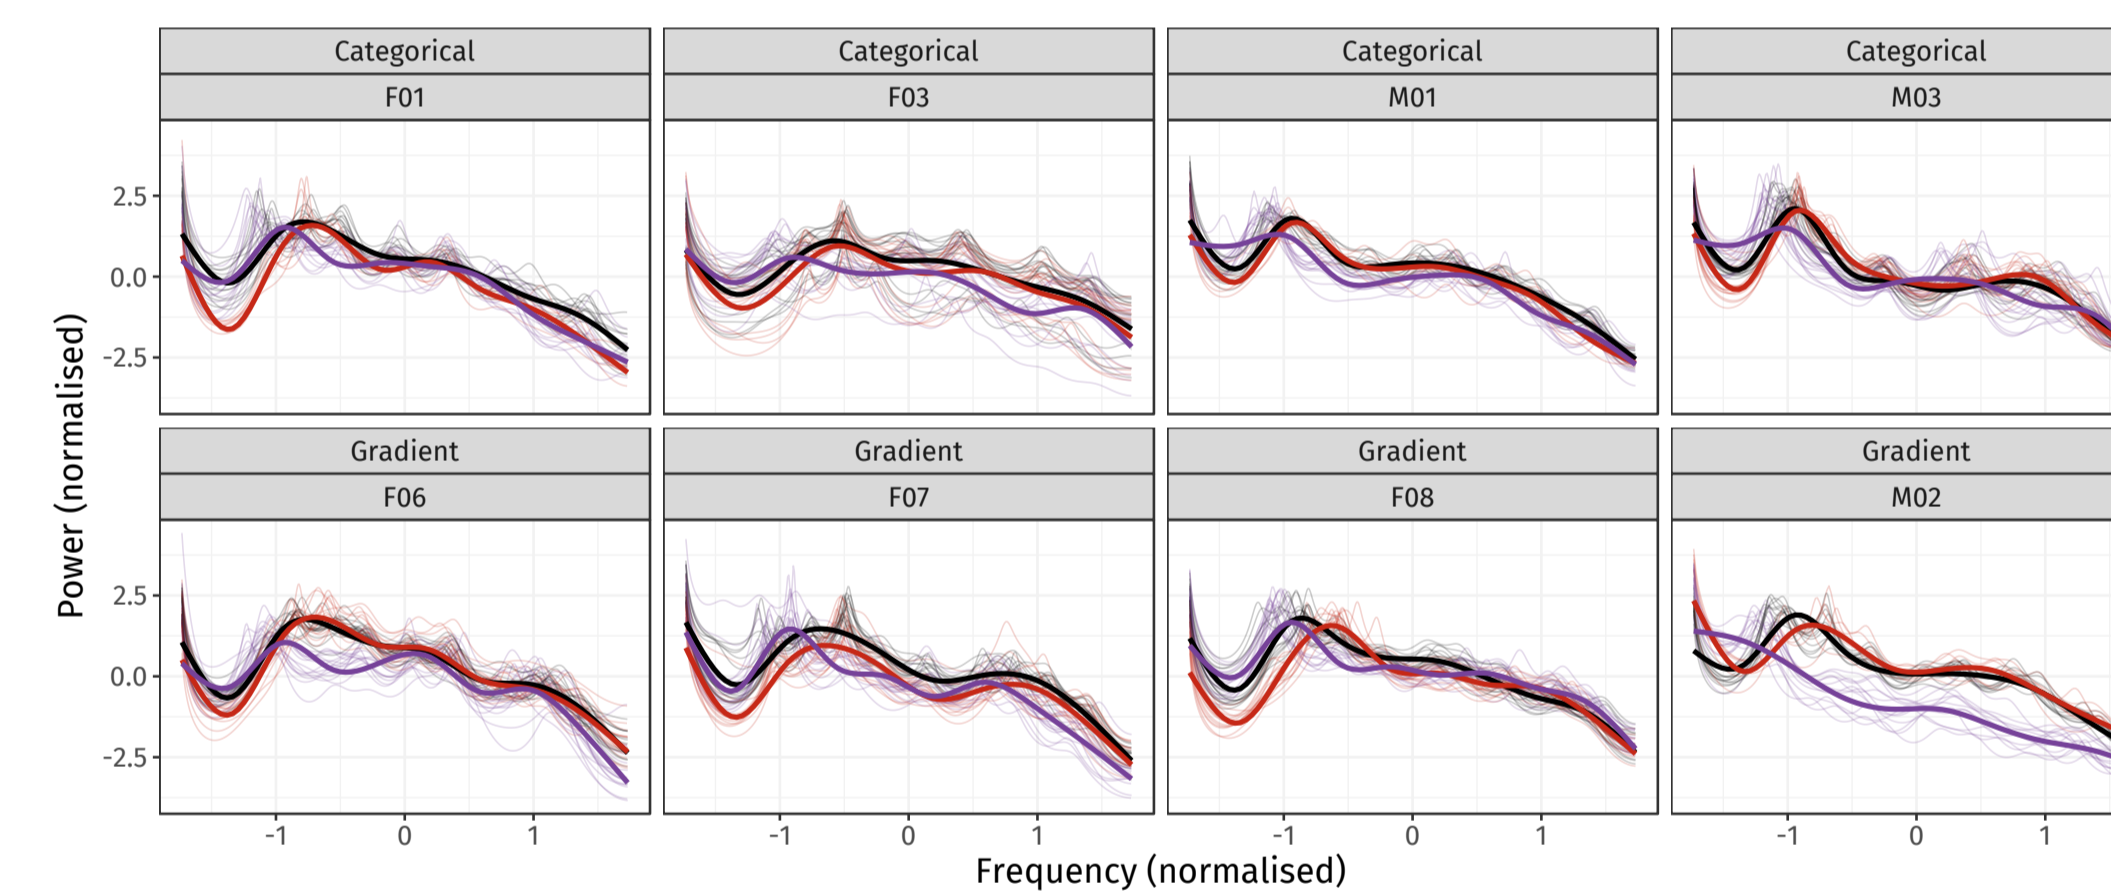 Categorical Categorical Categorical Categorical
F01 F03 M01 M03
2.5
0.0
-2.5
Power (normalised)
Gradient Gradient Gradient Gradient
F06 F07 F08 M02
2.5
0.0
-2.5
-1 0 1 -1 0 1 -1 0 1 -1 0 1
Frequency (normalised)